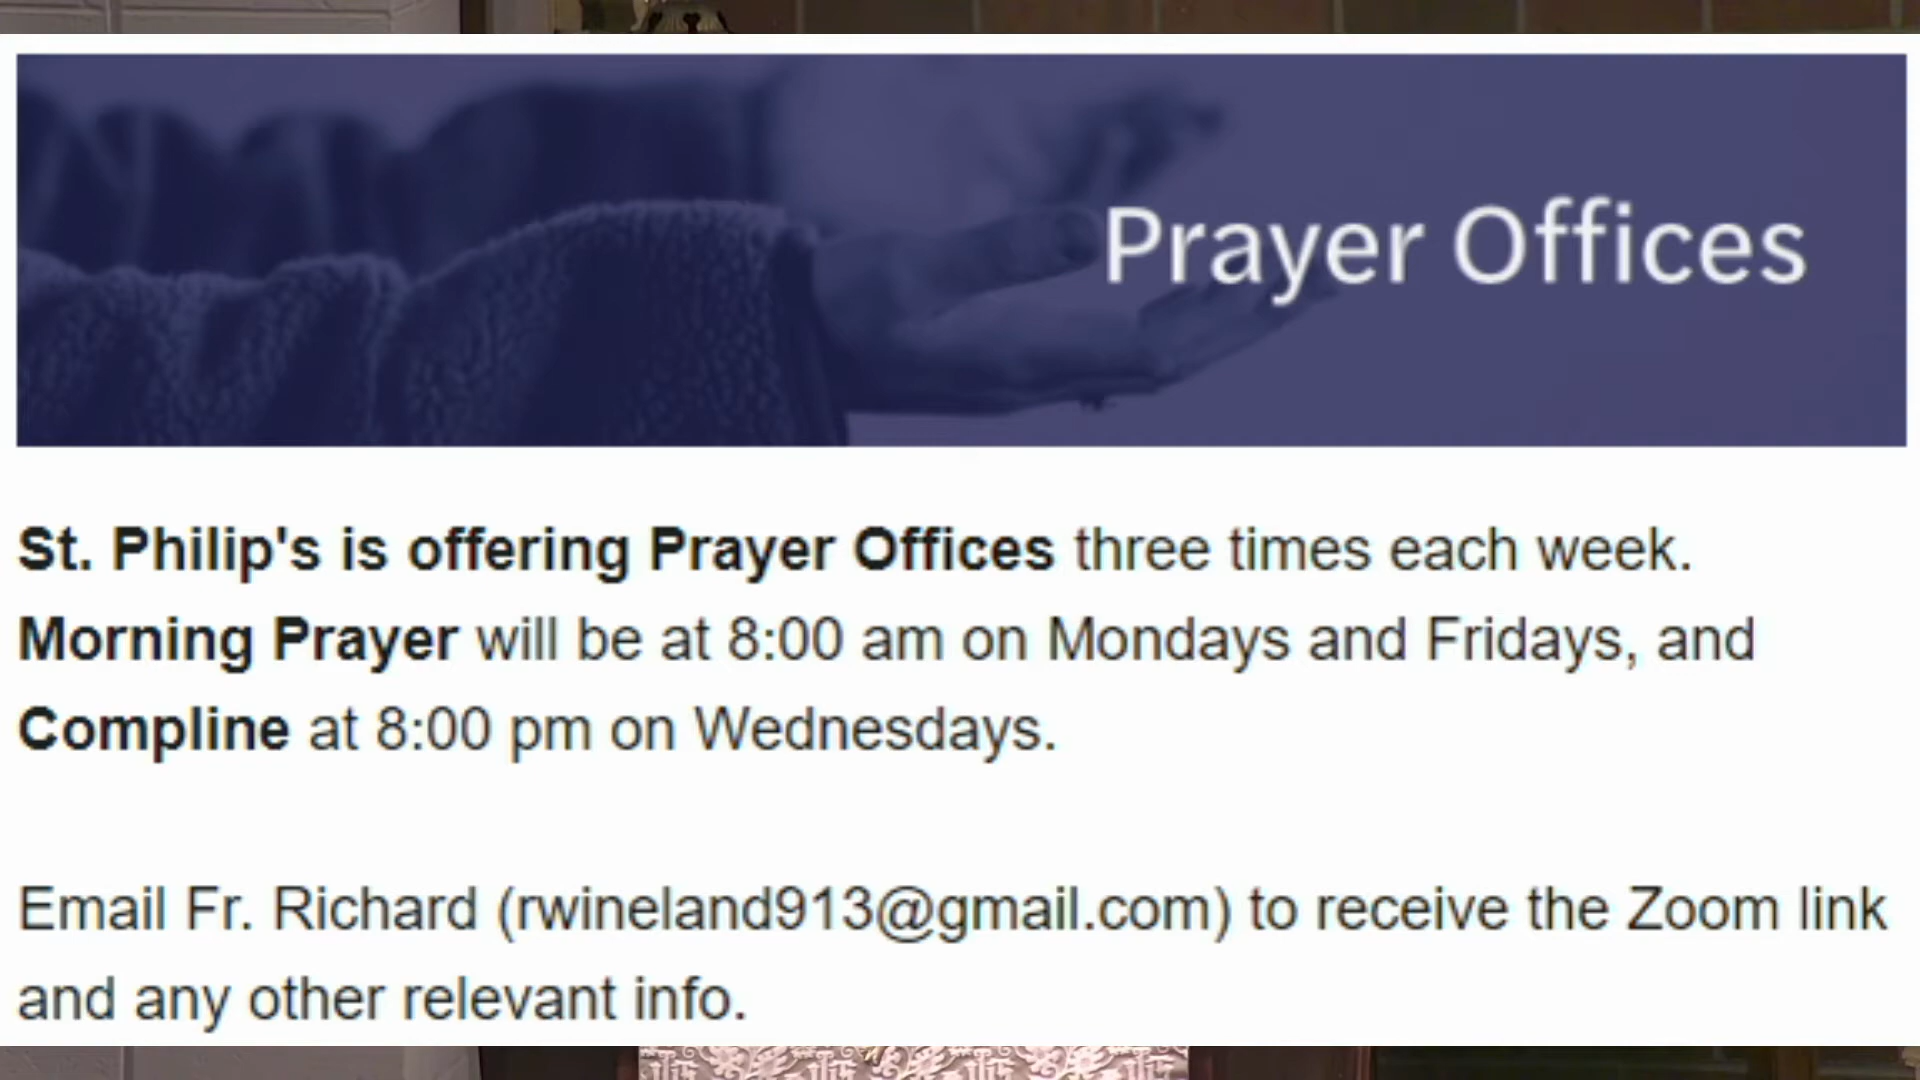 Prayer Offices
St. Philip's is offering Prayer Offices three times each week.
Morning Prayer will be at 8:00 am on Mondays and Fridays, and
Compline at 8:00 pm on Wednesdays.
Email Fr. Richard (rwineland913@gmail.com) to receive the Zoom link
and any other relevant info.